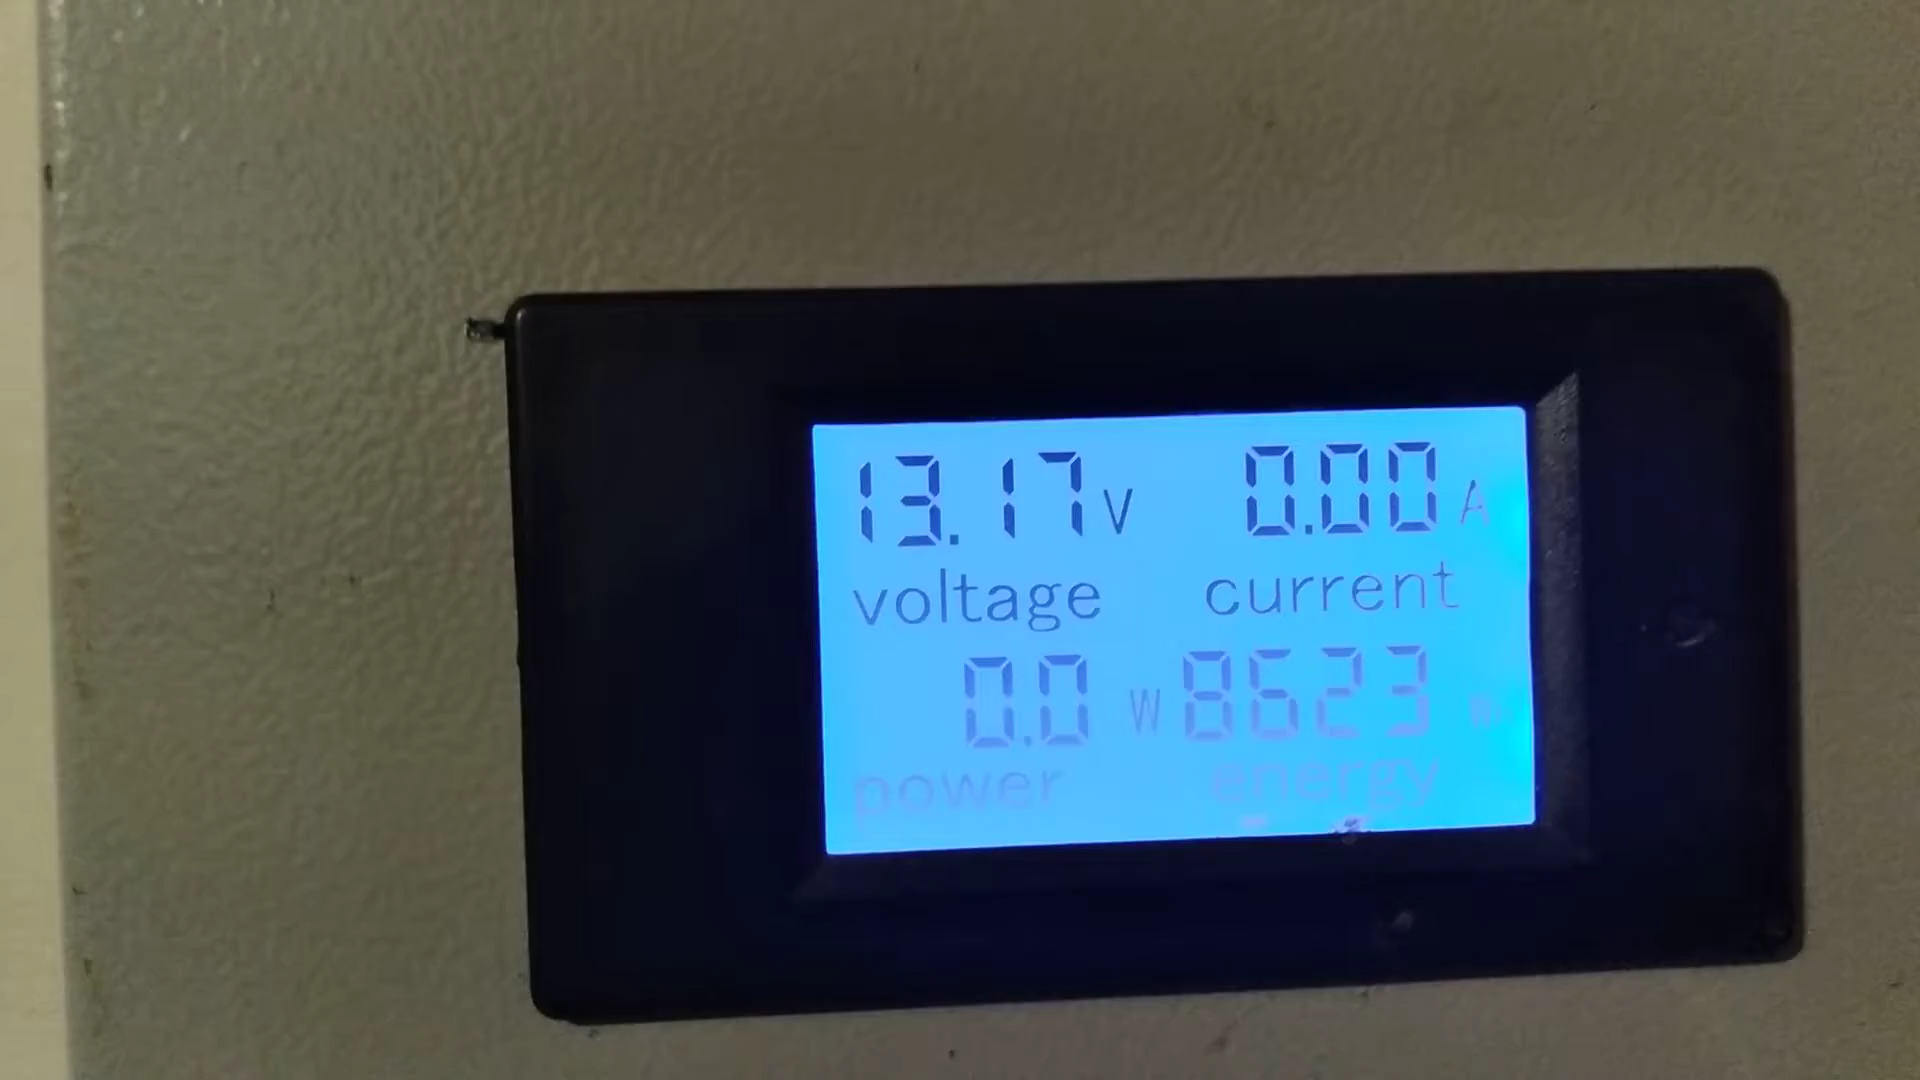 13.17V 0.00A
voltage current
0.0 W 8623
power energy